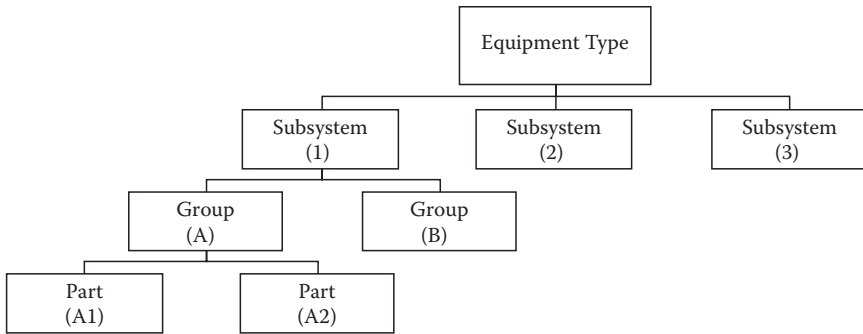 Equipment Type
Subsystem
(1)
Subsystem
(2)
Subsystem
(3)
Group
(A)
Group
(B)
Part
(A1)
Part
(A2)